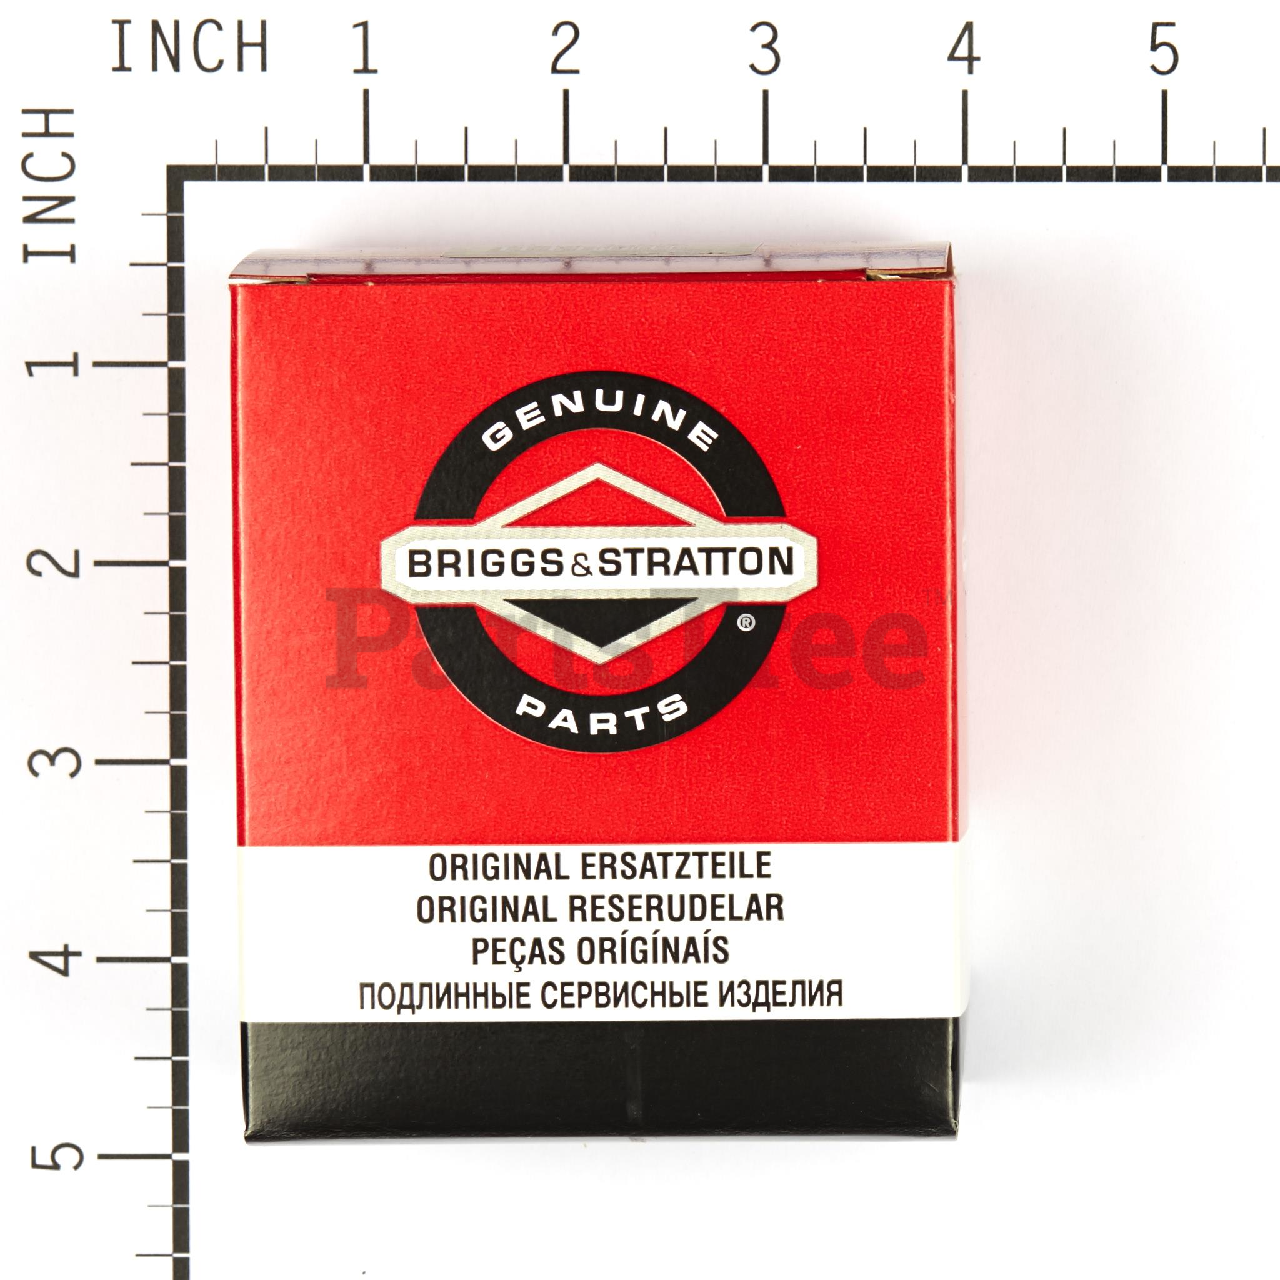 INCH 1 2 3 4 5
INCH
1
2
3
4
5
GENUINE
BRIGGS & STRATTON
®
PARTS
PartsTree
ORIGINAL ERSATZTEILE
ORIGINAL RESERUDELAR
PEÇAS ORÍGÍNAÍS
ПОДЛИННЫЕ СЕРВИСНЫЕ ИЗДЕЛИЯ